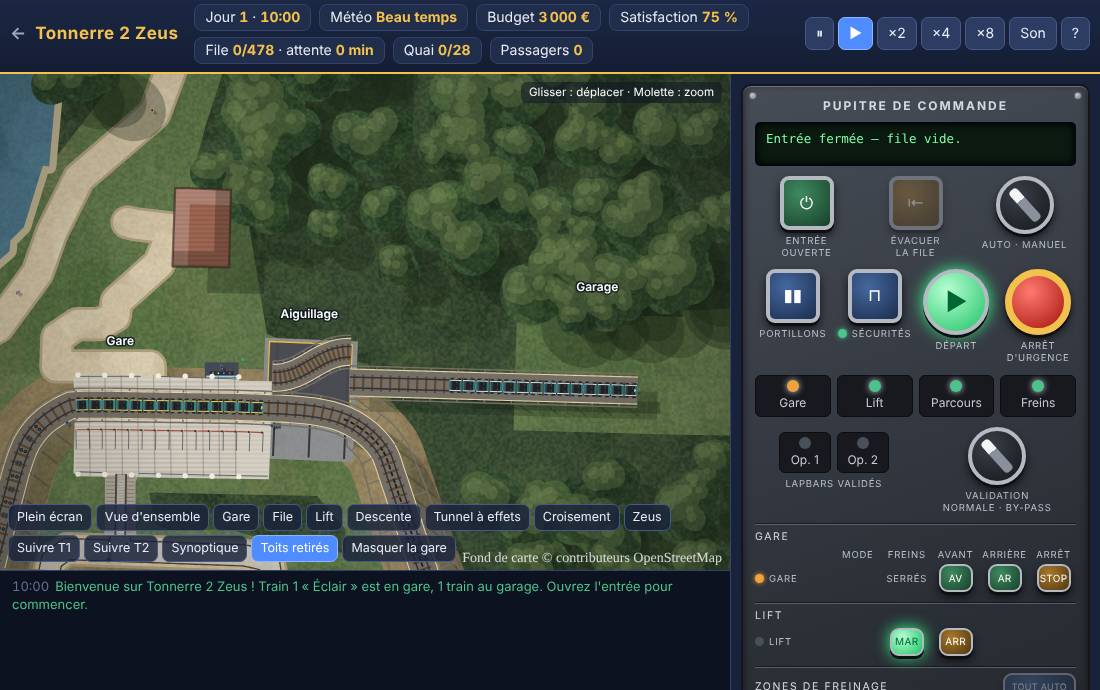 Tonnerre 2 Zeus
Jour 1 · 10:00
Météo Beau temps
Budget 3 000 €
Satisfaction 75 %
File 0/478 · attente 0 min
Quai 0/28
Passagers 0
×2
×4
×8
Son
?
Glisser : déplacer · Molette : zoom
Garage
Aiguillage
Gare
Plein écran
Vue d'ensemble
Gare
File
Lift
Descente
Tunnel à effets
Croisement
Zeus
Suivre T1
Suivre T2
Synoptique
Toits retirés
Masquer la gare
Fond de carte © contributeurs OpenStreetMap
10:00 Bienvenue sur Tonnerre 2 Zeus ! Train 1 « Éclair » est en gare, 1 train au garage. Ouvrez l'entrée pour
commencer.
PUPITRE DE COMMANDE
Entrée fermée — file vide.
ENTRÉE
OUVERTE
ÉVACUER
LA FILE
AUTO · MANUEL
PORTILLONS
SÉCURITÉS
DÉPART
ARRÊT
D'URGENCE
Gare
Lift
Parcours
Freins
Op. 1
Op. 2
LAPBARS VALIDÉS
VALIDATION
NORMALE · BY-PASS
GARE
MODE
FREINS
AVANT
ARRIÈRE
ARRÊT
GARE
SERRÉS
AV
AR
STOP
LIFT
LIFT
MAR
ARR
ZONES DE FREINAGE
TOUT AUTO